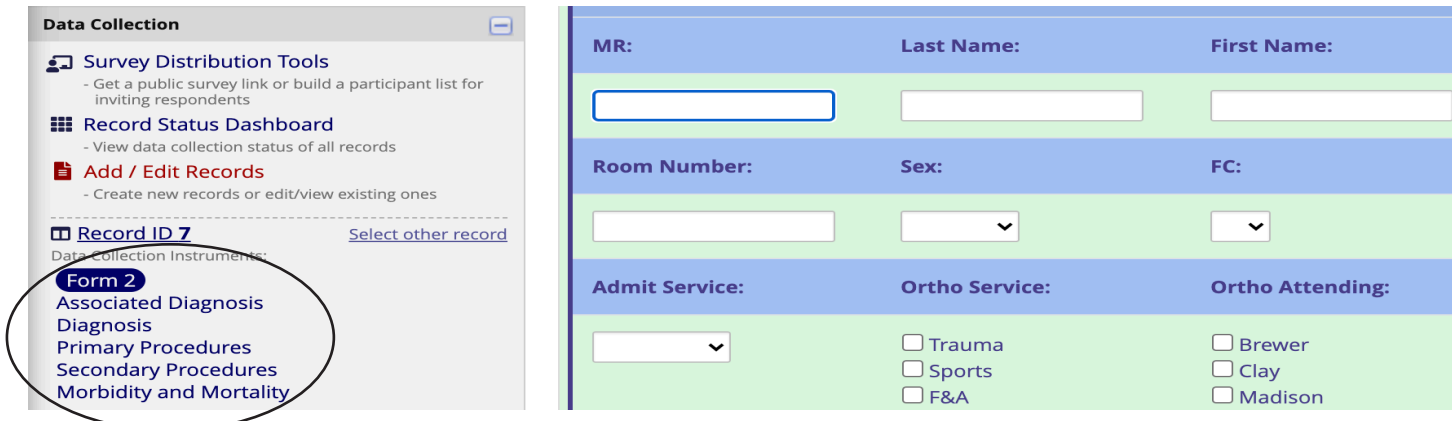 Data Collection
Survey Distribution Tools
- Get a public survey link or build a participant list for
inviting respondents
Record Status Dashboard
- View data collection status of all records
Add / Edit Records
- Create new records or edit/view existing ones
Record ID 7 Select other record
Data Collection Instruments:
Form 2
Associated Diagnosis
Diagnosis
Primary Procedures
Secondary Procedures
Morbidity and Mortality
MR: Last Name: First Name:
Room Number: Sex: FC:
Admit Service: Ortho Service: Ortho Attending:
Trauma Brewer
Sports Clay
F&A Madison